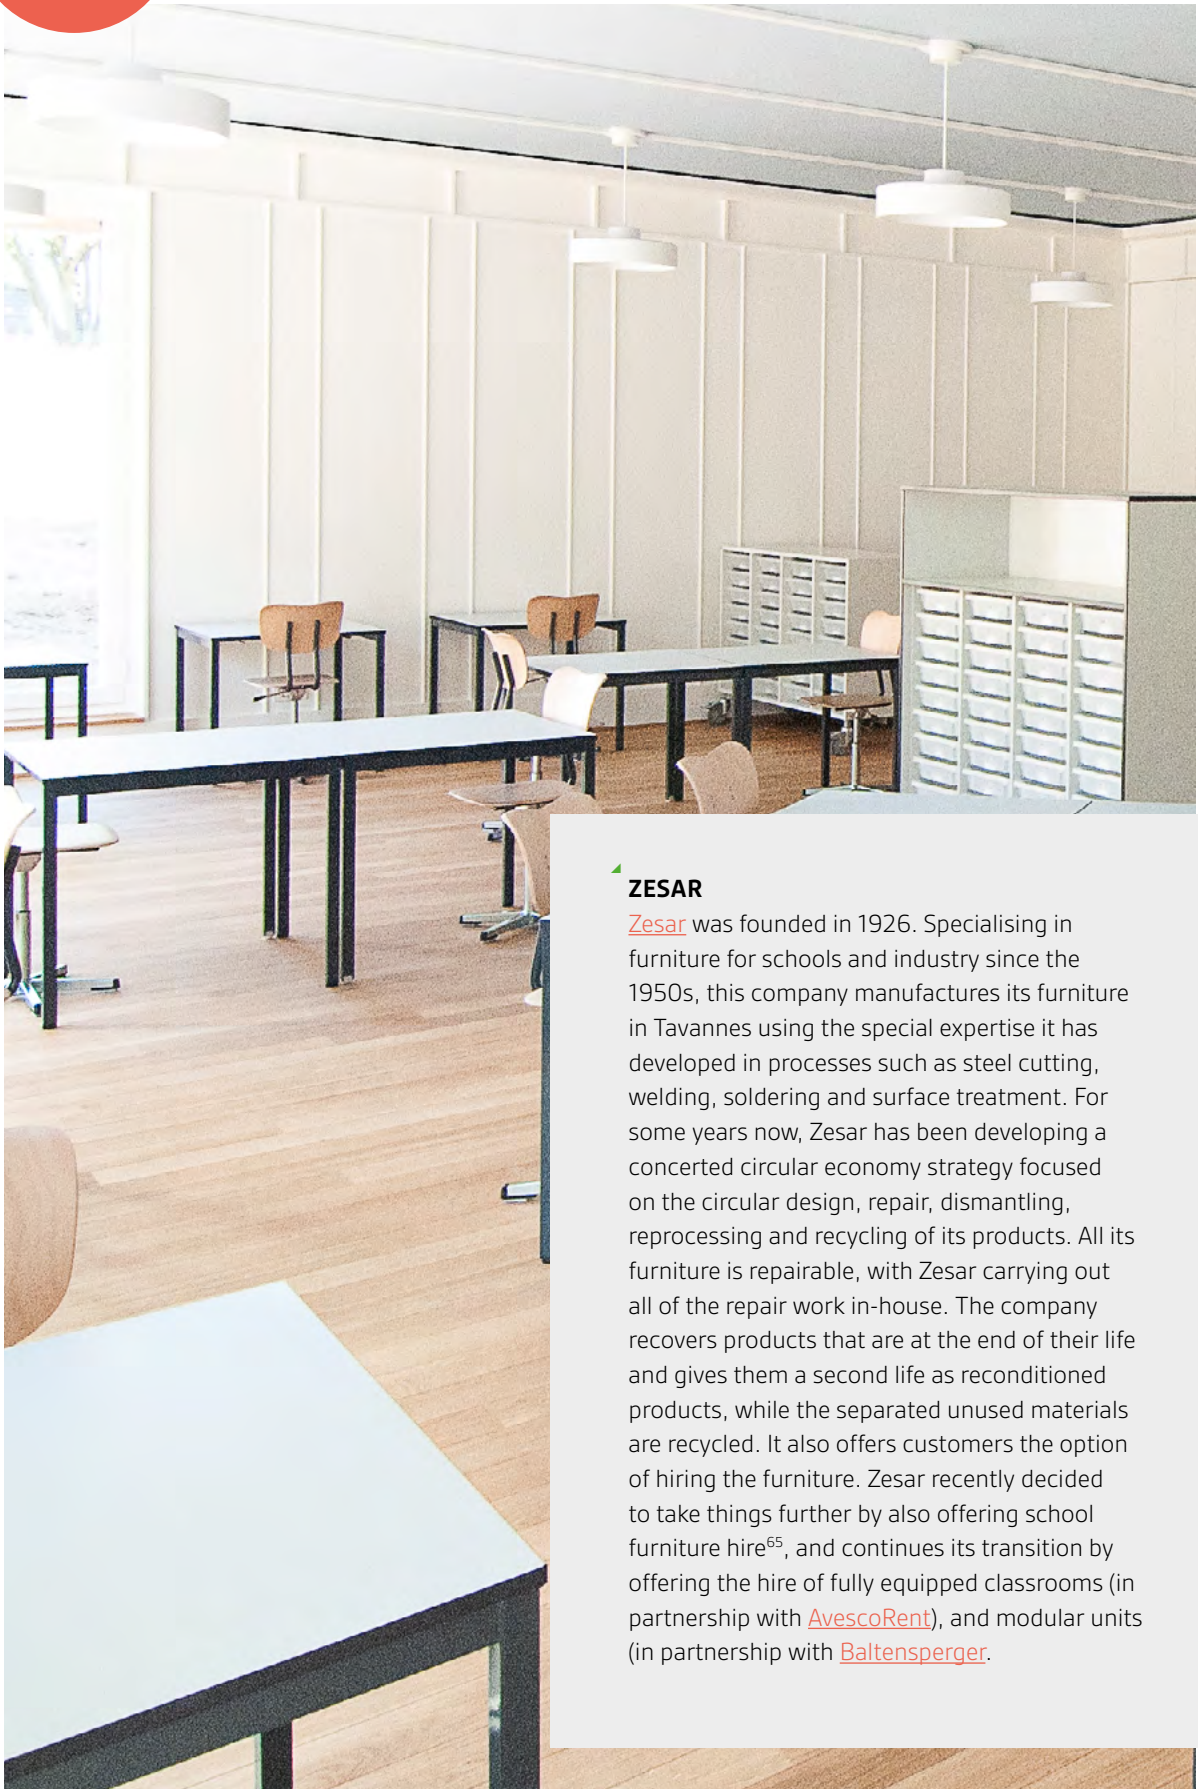 ZESAR
Zesar was founded in 1926. Specialising in
furniture for schools and industry since the
1950s, this company manufactures its furniture
in Tavannes using the special expertise it has
developed in processes such as steel cutting,
welding, soldering and surface treatment. For
some years now, Zesar has been developing a
concerted circular economy strategy focused
on the circular design, repair, dismantling,
reprocessing and recycling of its products. All its
furniture is repairable, with Zesar carrying out
all of the repair work in-house. The company
recovers products that are at the end of their life
and gives them a second life as reconditioned
products, while the separated unused materials
are recycled. It also offers customers the option
of hiring the furniture. Zesar recently decided
to take things further by also offering school
furniture hire⁶⁵, and continues its transition by
offering the hire of fully equipped classrooms (in
partnership with AvescoRent), and modular units
(in partnership with Baltensperger.